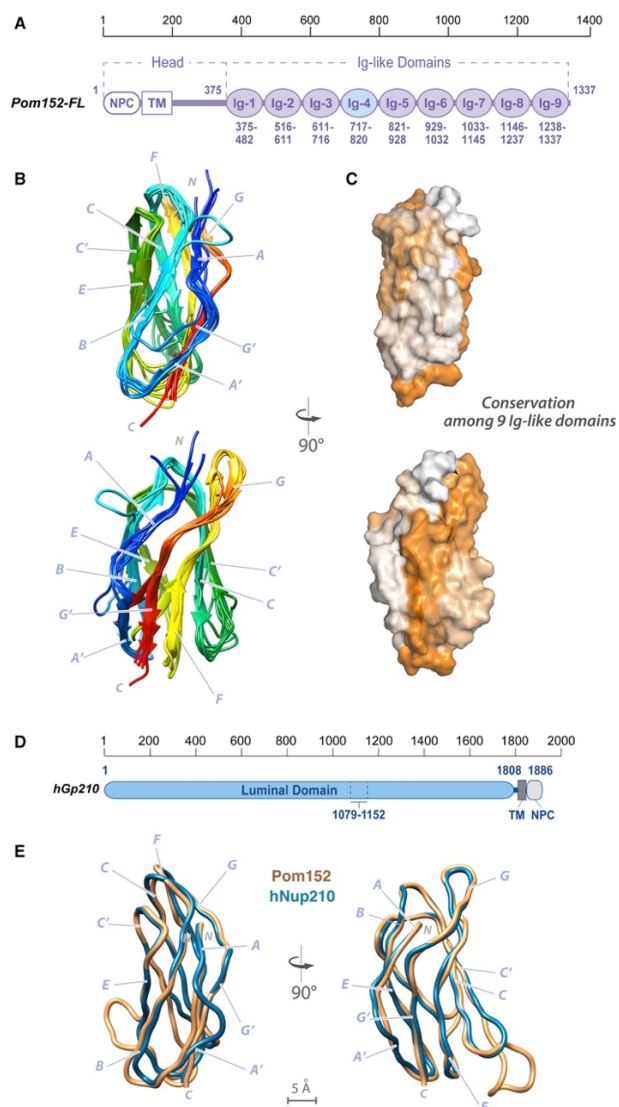 A
0 200 400 600 800 1000 1200 1400
Head Ig-like Domains
1 375 1337
Pom152-FL NPC TM Ig-1 Ig-2 Ig-3 Ig-4 Ig-5 Ig-6 Ig-7 Ig-8 Ig-9
375- 516- 611- 717- 821- 929- 1033- 1146- 1238-
482 611 716 820 928 1032 1145 1237 1337
B C
F N
C G
C' A
E
B G'
A'
C
90°
Conservation
among 9 Ig-like domains
N
A G
E
B C'
C
G'
A'
C F
D
0 200 400 600 800 1000 1200 1400 1600 1800 2000
1 1808 1886
hGp210 Luminal Domain
1079-1152 TM NPC
E
Pom152
hNup210
F
C G
C' N N A
E G'
B A'
C
90°
5 Å
A G
B N
E C'
C
G'
A'
C F